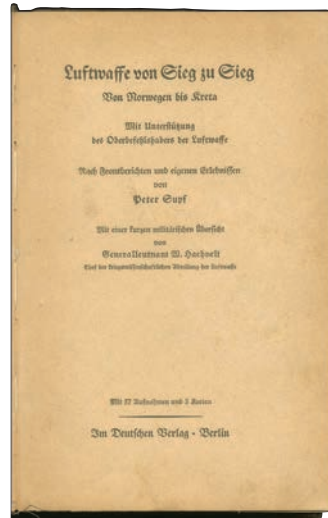 Luftwaffe von Sieg zu Sieg
Von Norwegen bis Kreta
Mit Unterstützung
des Oberbefehlshabers der Luftwaffe
Nach Frontberichten und eigenen Erlebnissen
von
Peter Supf
Mit einer kurzen militärischen Übersicht
von
Generalleutnant W. Haehnelt
Chef der kriegswissenschaftlichen Abteilung der Luftwaffe
Mit Aufnahmen und Karten
Im Deutschen Verlag - Berlin